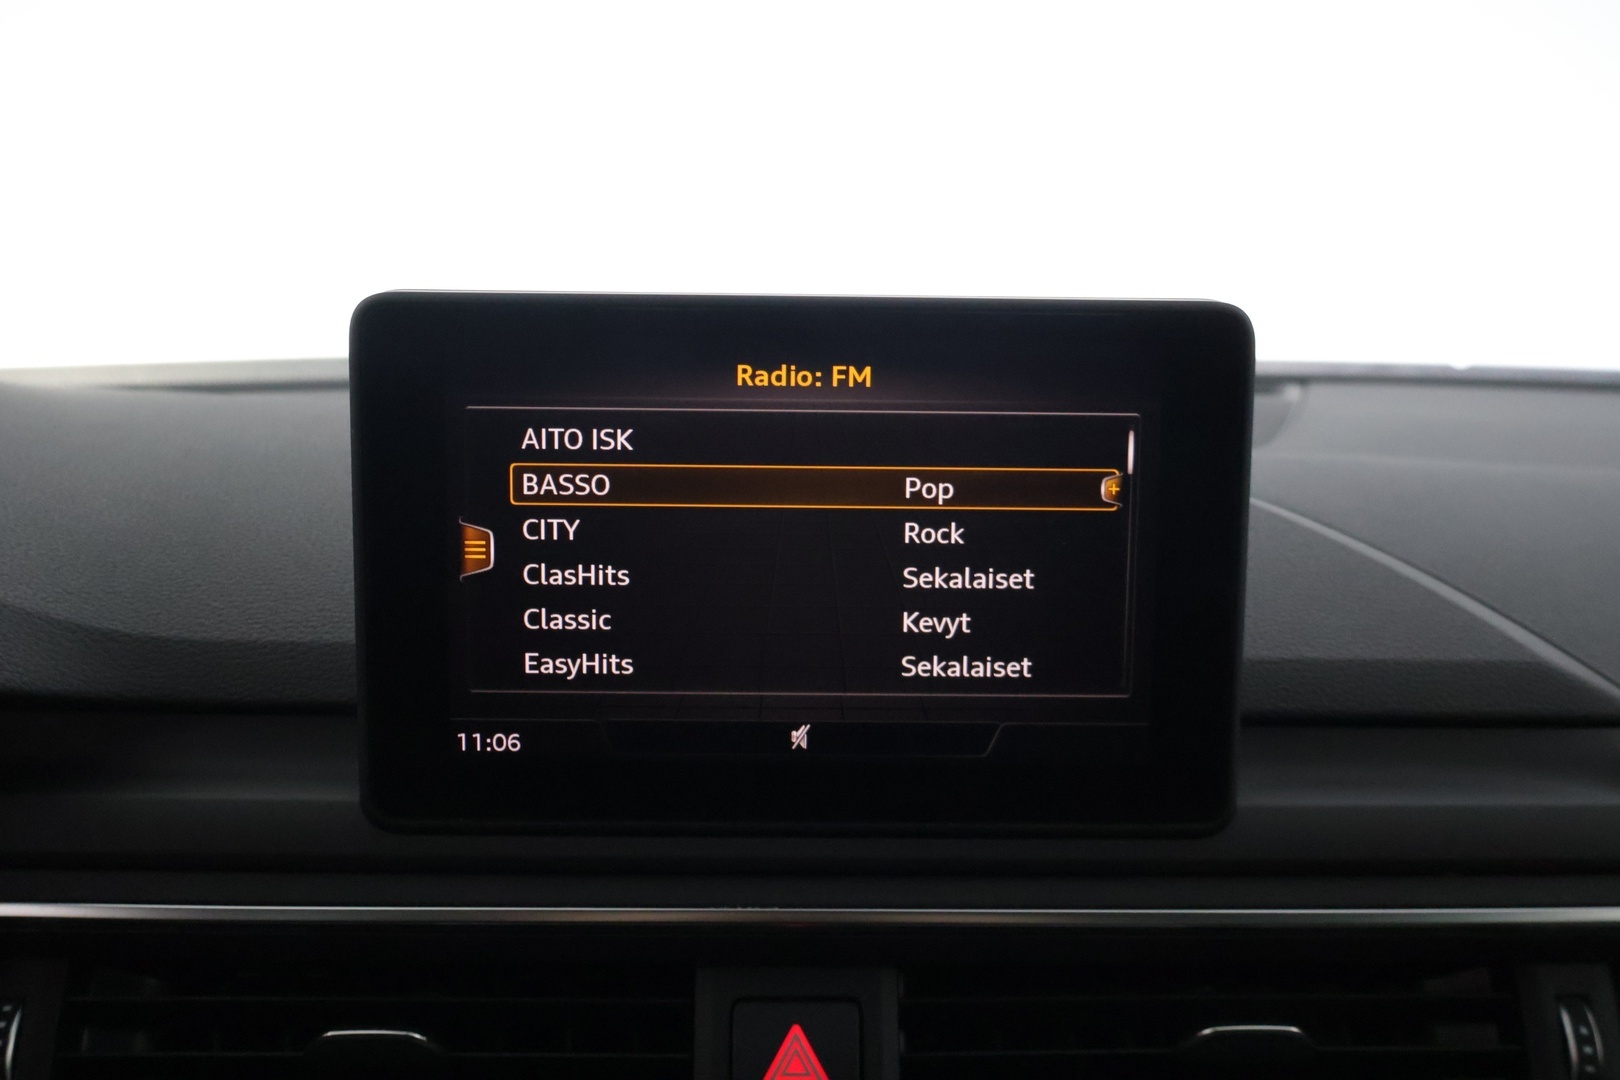 Radio: FM
AITO ISK
BASSO Pop
CITY Rock
ClasHits Sekalaiset
Classic Kevyt
EasyHits Sekalaiset
11:06